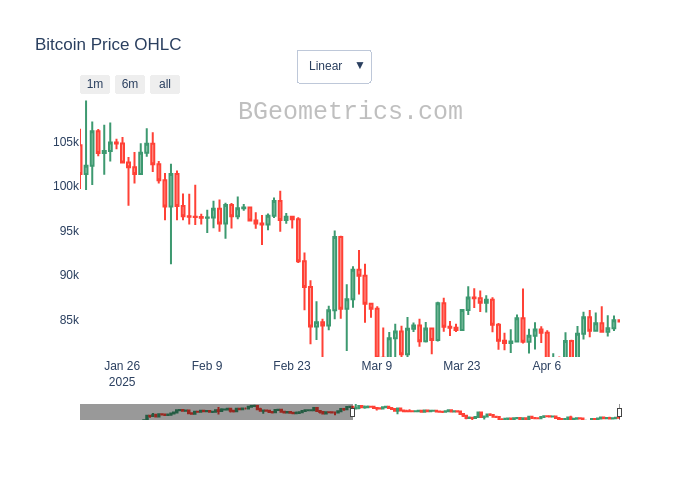 Bitcoin Price OHLC
Linear ▼
1m 6m all
BGeometrics.com
105k
100k
95k
90k
85k
Jan 26 Feb 9 Feb 23 Mar 9 Mar 23 Apr 6
2025